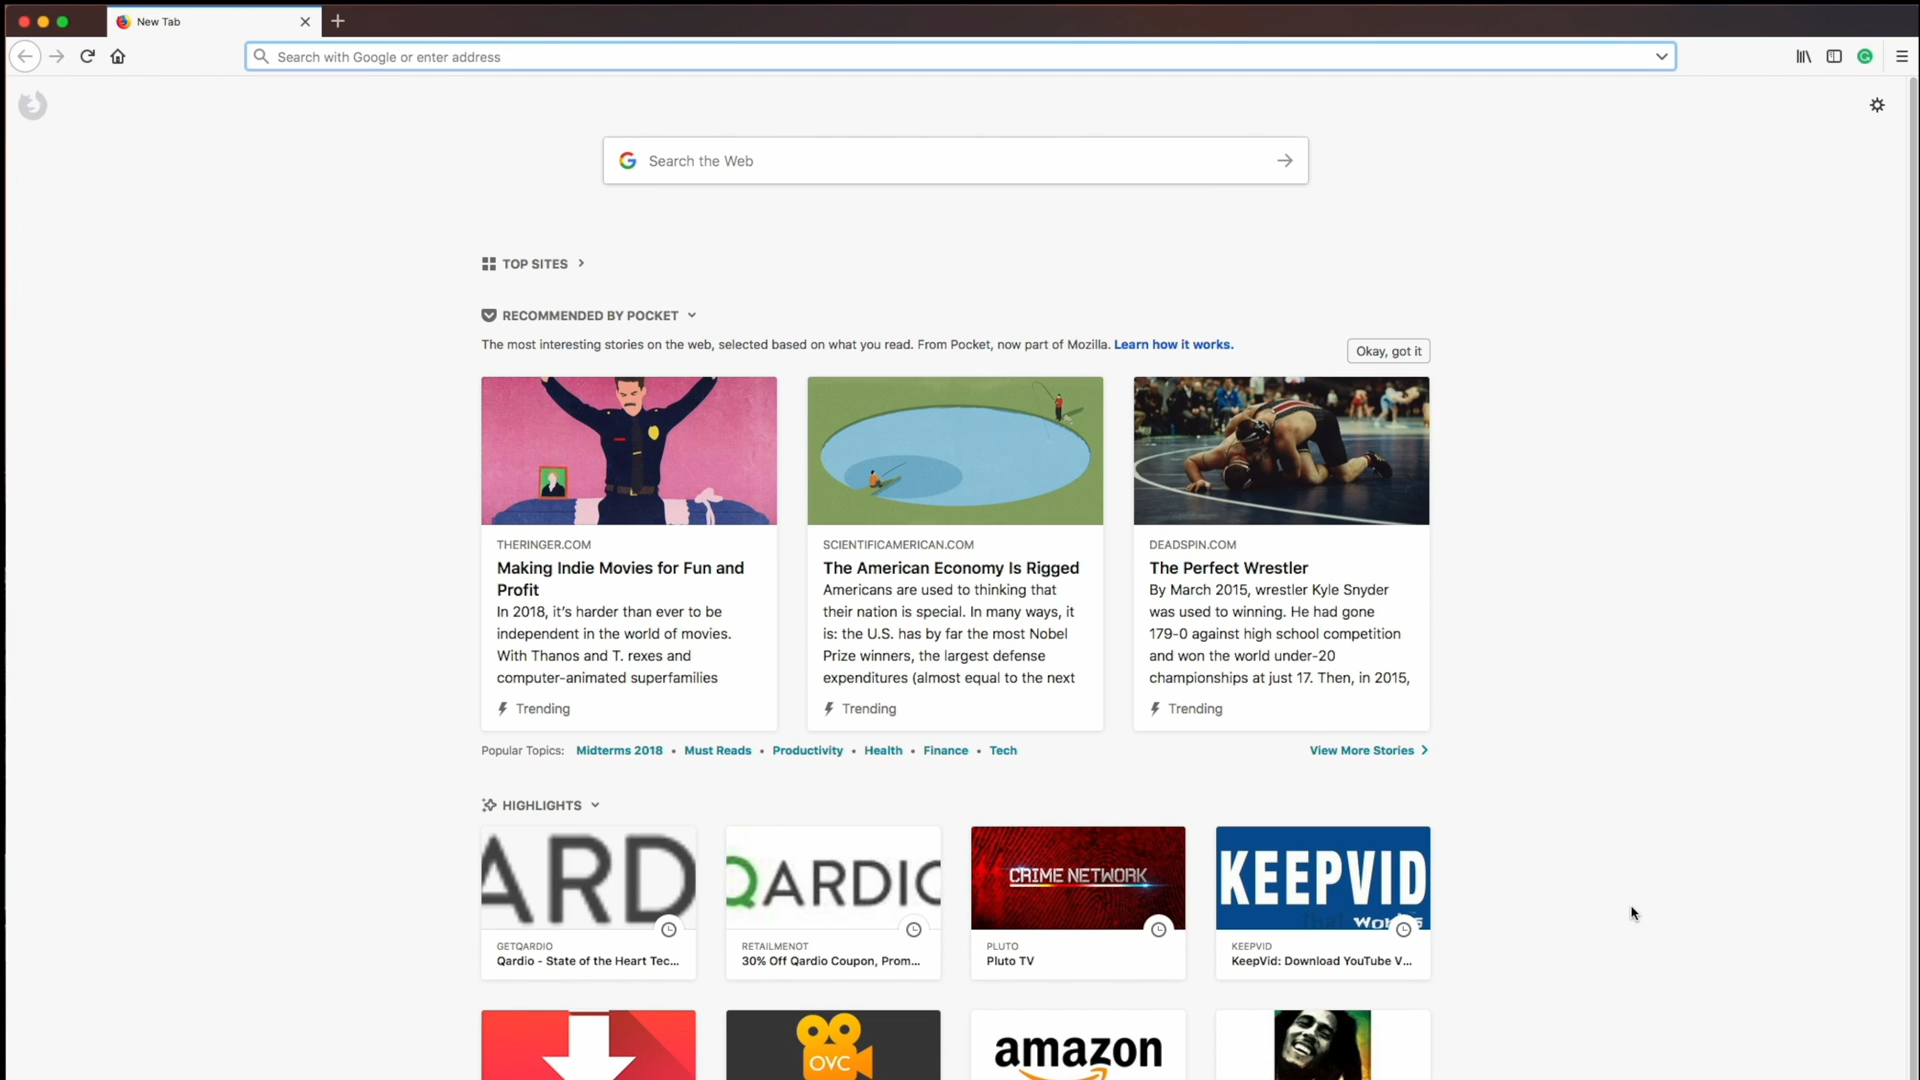 New Tab
Search with Google or enter address
Search the Web
TOP SITES
RECOMMENDED BY POCKET
The most interesting stories on the web, selected based on what you read. From Pocket, now part of Mozilla. Learn how it works.
Okay, got it
THERINGER.COM
Making Indie Movies for Fun and
Profit
In 2018, it’s harder than ever to be
independent in the world of movies.
With Thanos and T. rexes and
computer-animated superfamilies
Trending
SCIENTIFICAMERICAN.COM
The American Economy Is Rigged
Americans are used to thinking that
their nation is special. In many ways, it
is: the U.S. has by far the most Nobel
Prize winners, the largest defense
expenditures (almost equal to the next
Trending
DEADSPIN.COM
The Perfect Wrestler
By March 2015, wrestler Kyle Snyder
was used to winning. He had gone
179-0 against high school competition
and won the world under-20
championships at just 17. Then, in 2015,
Trending
Popular Topics: Midterms 2018 • Must Reads • Productivity • Health • Finance • Tech
View More Stories
HIGHLIGHTS
ARD
GETQARDIO
Qardio - State of the Heart Tec...
QARDIO
RETAILMENOT
30% Off Qardio Coupon, Prom...
CRIME NETWORK
PLUTO
Pluto TV
KEEPVID
That Works
KEEPVID
KeepVid: Download YouTube V...
OVC
amazon